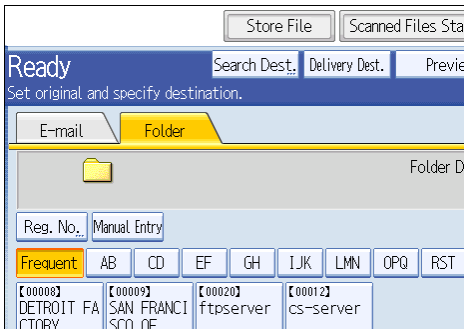 Store File Scanned Files Sta
Ready Search Dest. Delivery Dest. Previe
Set original and specify destination.
E-mail Folder
Folder D
Reg. No. Manual Entry
Frequent AB CD EF GH IJK LMN OPQ RST
【00008】 【00009】 【00020】 【00012】
DETROIT FA SAN FRANCI ftpserver cs-server
CTORY SCO OF